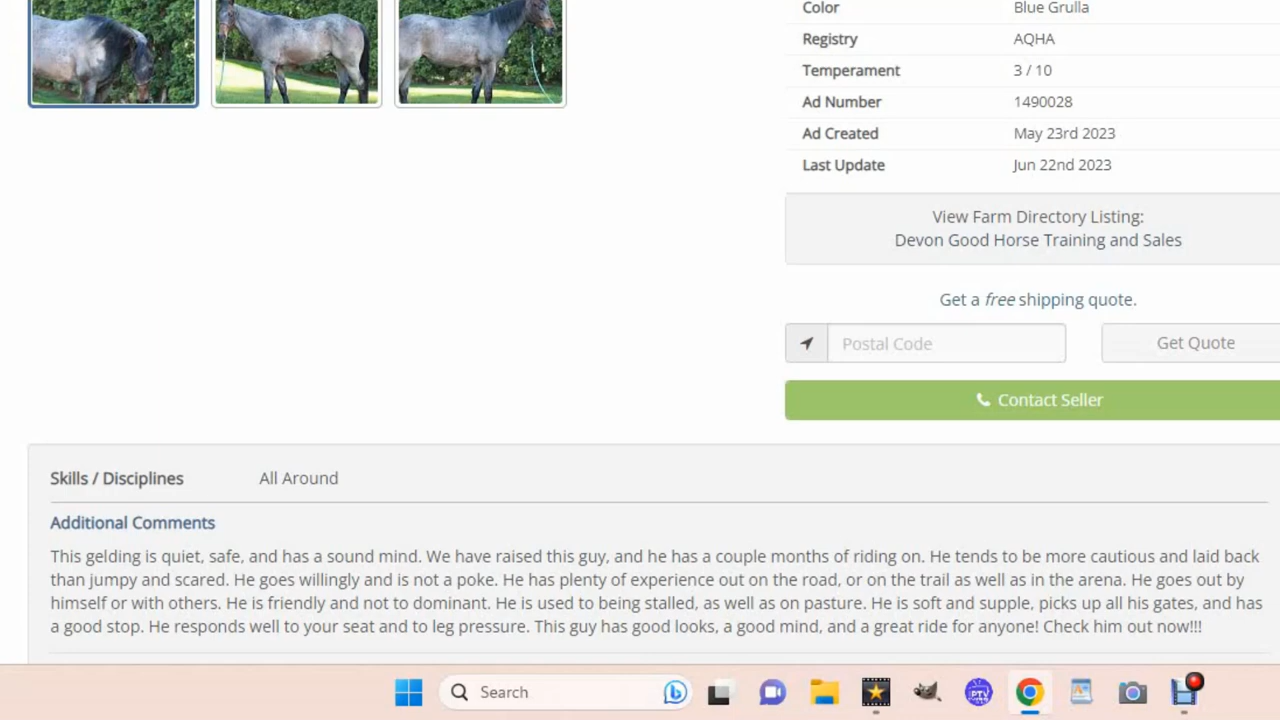 Color Blue Grulla
Registry AQHA
Temperament 3 / 10
Ad Number 1490028
Ad Created May 23rd 2023
Last Update Jun 22nd 2023
View Farm Directory Listing:
Devon Good Horse Training and Sales
Get a free shipping quote.
Postal Code Get Quote
Contact Seller
Skills / Disciplines All Around
Additional Comments
This gelding is quiet, safe, and has a sound mind. We have raised this guy, and he has a couple months of riding on. He tends to be more cautious and laid back
than jumpy and scared. He goes willingly and is not a poke. He has plenty of experience out on the road, or on the trail as well as in the arena. He goes out by
himself or with others. He is friendly and not to dominant. He is used to being stalled, as well as on pasture. He is soft and supple, picks up all his gates, and has
a good stop. He responds well to your seat and to leg pressure. This guy has good looks, a good mind, and a great ride for anyone! Check him out now!!!
Search
IPTV